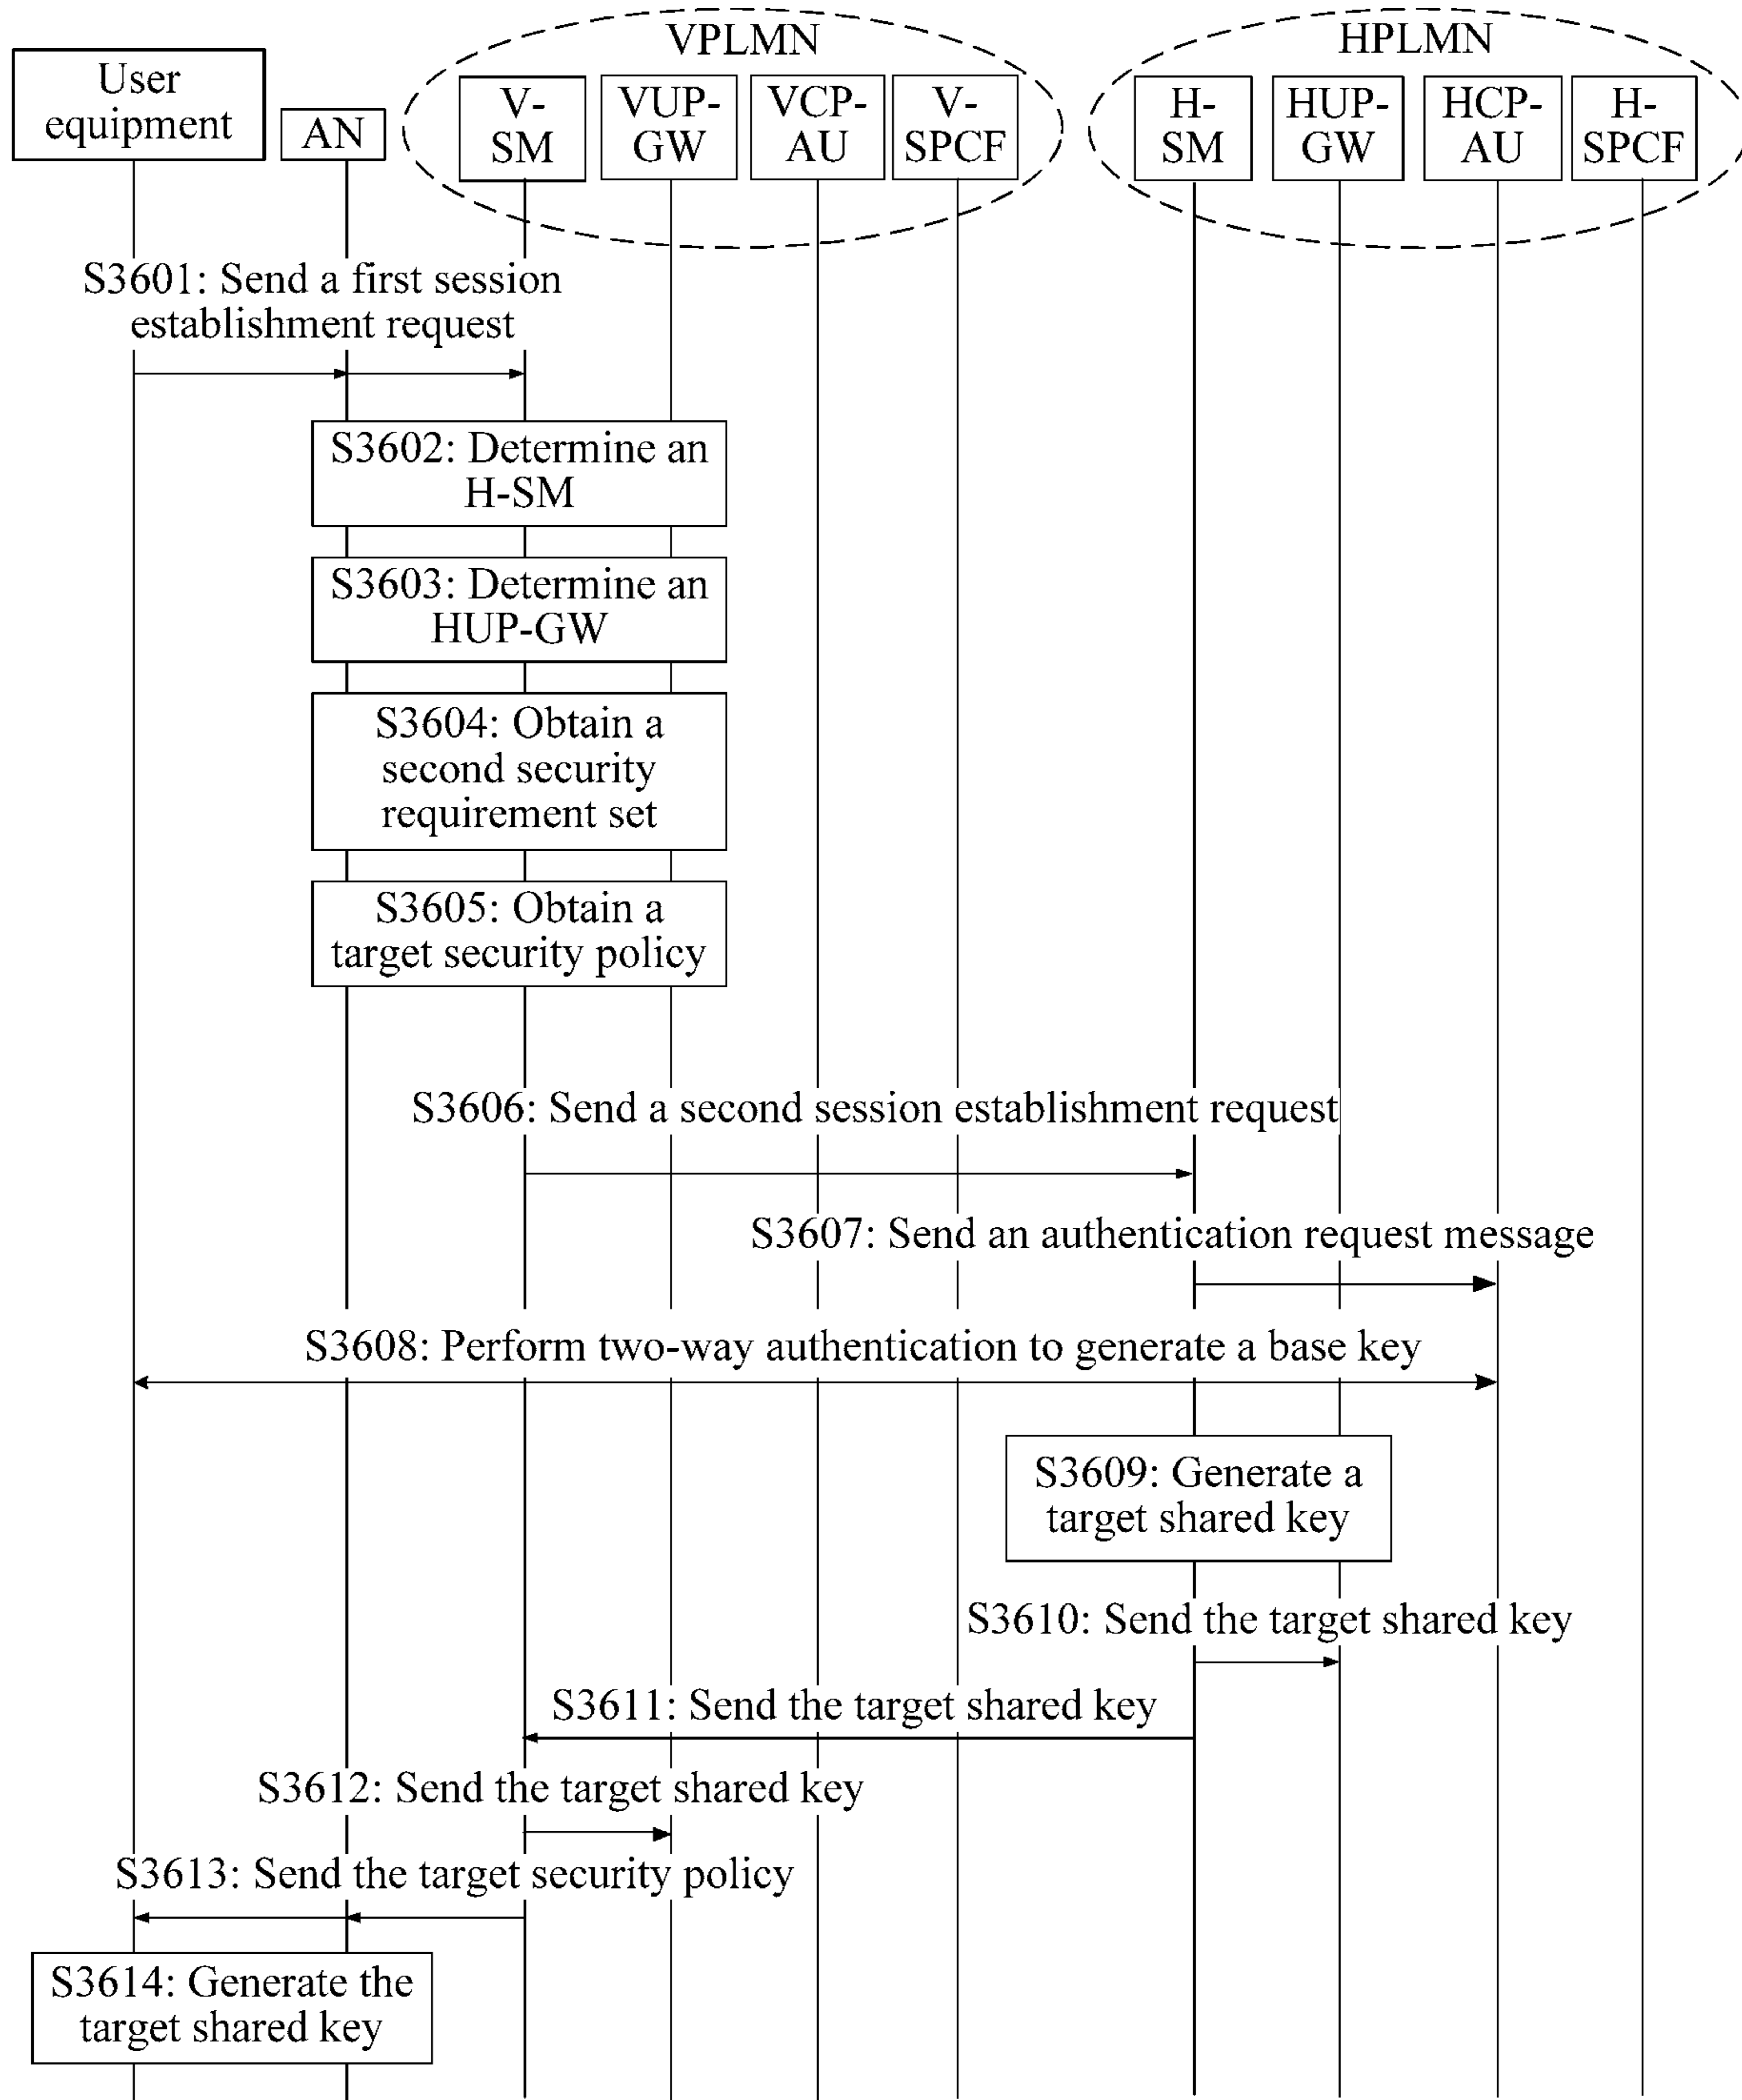 VPLMN
HPLMN
User
equipment
AN
V-
SM
VUP-
GW
VCP-
AU
V-
SPCF
H-
SM
HUP-
GW
HCP-
AU
H-
SPCF
S3601: Send a first session
establishment request
S3602: Determine an
H-SM
S3603: Determine an
HUP-GW
S3604: Obtain a
second security
requirement set
S3605: Obtain a
target security policy
S3606: Send a second session establishment request
S3607: Send an authentication request message
S3608: Perform two-way authentication to generate a base key
S3609: Generate a
target shared key
S3610: Send the target shared key
S3611: Send the target shared key
S3612: Send the target shared key
S3613: Send the target security policy
S3614: Generate the
target shared key